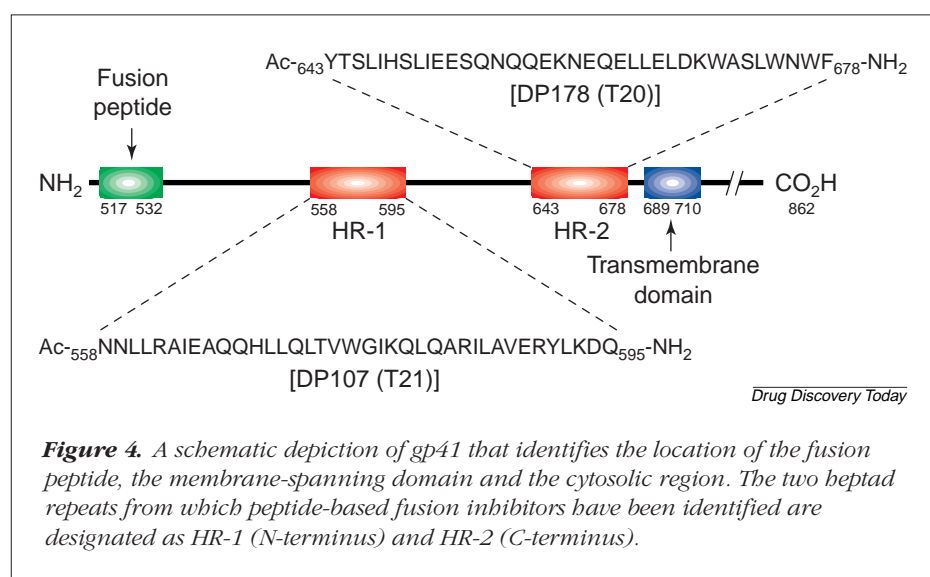 Ac-643YTSLIHSLIEESQNQQEKNEQELLELDKWASLWNWF678-NH2
[DP178 (T20)]
Fusion
peptide
NH2
CO2H
517 532
558 595
643 678
689 710
862
HR-1
HR-2
Transmembrane
domain
Ac-558NNLLRAIEAQQHLLQLTVWGIKQLQARILAVERYLKDQ595-NH2
[DP107 (T21)]
Drug Discovery Today
Figure 4. A schematic depiction of gp41 that identifies the location of the fusion
peptide, the membrane-spanning domain and the cytosolic region. The two heptad
repeats from which peptide-based fusion inhibitors have been identified are
designated as HR-1 (N-terminus) and HR-2 (C-terminus).